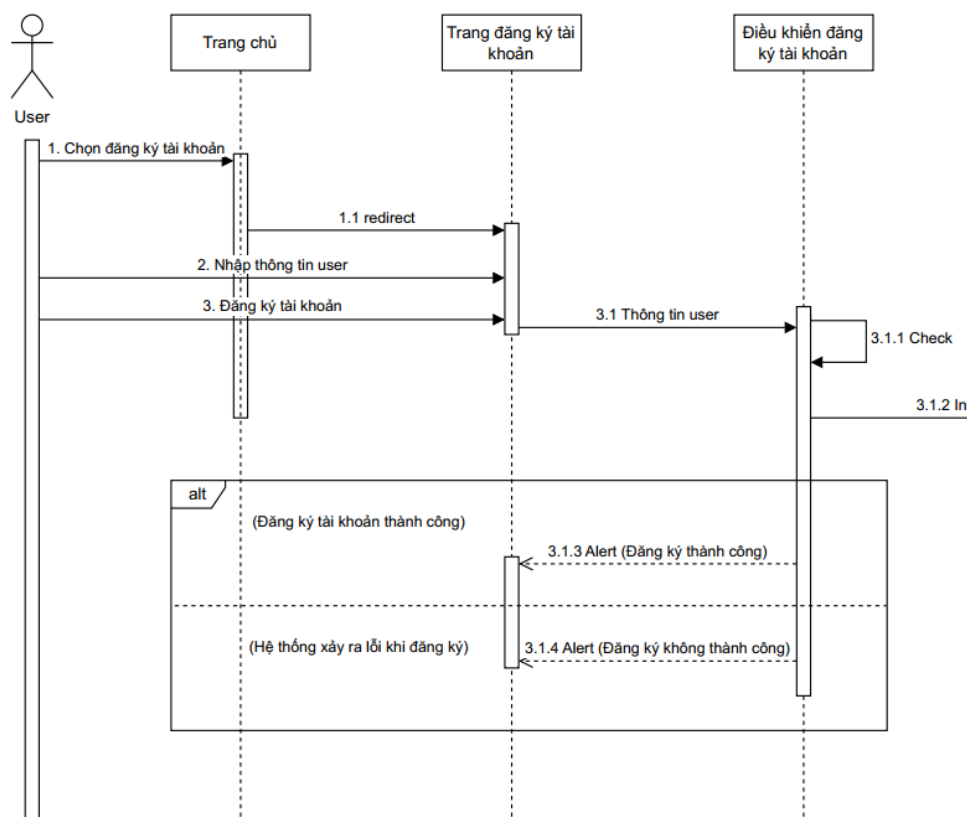 Trang chủ
Trang đăng ký tài
khoản
Điều khiển đăng
ký tài khoản
User
1. Chọn đăng ký tài khoản
1.1 redirect
2. Nhập thông tin user
3. Đăng ký tài khoản
3.1 Thông tin user
3.1.1 Check
3.1.2 In
alt
(Đăng ký tài khoản thành công)
3.1.3 Alert (Đăng ký thành công)
(Hệ thống xảy ra lỗi khi đăng ký)
3.1.4 Alert (Đăng ký không thành công)